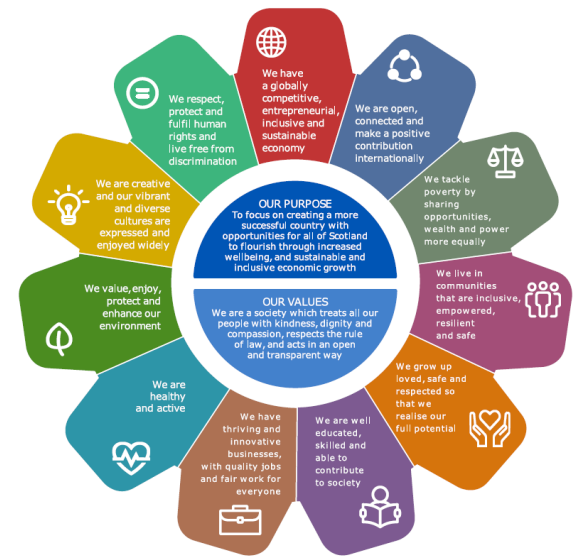 We have
a globally
competitive,
entrepreneurial,
inclusive and
sustainable
economy
We are open,
connected and
make a positive
contribution
internationally
We tackle
poverty by
sharing
opportunities,
wealth and power
more equally
We live in
communities
that are inclusive,
empowered,
resilient
and safe
We grow up
loved, safe and
respected so
that we
realise our
full potential
We are well
educated,
skilled and
able to
contribute
to society
We have
thriving and
innovative
businesses,
with quality jobs
and fair work for
everyone
We are
healthy
and active
We value, enjoy,
protect and
enhance our
environment
We are creative
and our vibrant
and diverse
cultures are
expressed and
enjoyed widely
We respect,
protect and
fulfil human
rights and
live free from
discrimination
OUR PURPOSE
To focus on creating a more
successful country with
opportunities for all of Scotland
to flourish through increased
wellbeing, and sustainable and
inclusive economic growth
OUR VALUES
We are a society which treats all our
people with kindness, dignity and
compassion, respects the rule
of law, and acts in an open
and transparent way